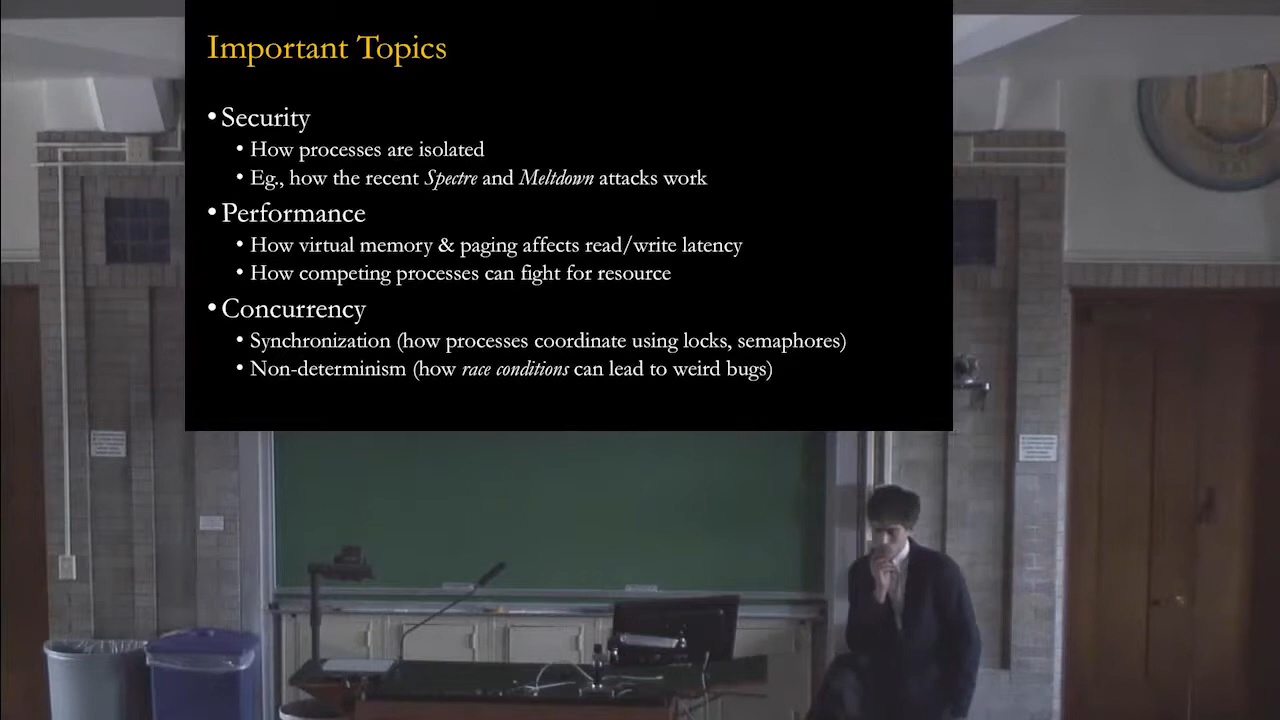 Important Topics
• Security
• How processes are isolated
• Eg., how the recent Spectre and Meltdown attacks work
• Performance
• How virtual memory & paging affects read/write latency
• How competing processes can fight for resource
• Concurrency
• Synchronization (how processes coordinate using locks, semaphores)
• Non-determinism (how race conditions can lead to weird bugs)